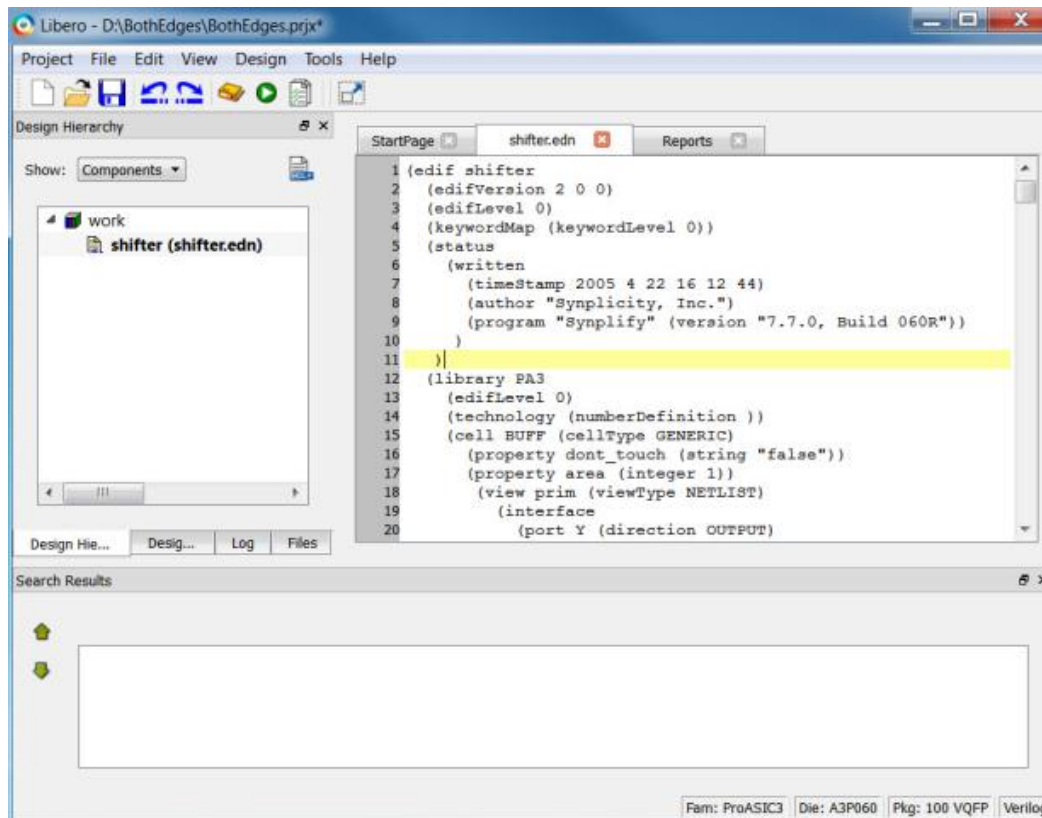 Libero - D:\BothEdges\BothEdges.prjx*
Project File Edit View Design Tools Help
Design Hierarchy
Show: Components
work
shifter (shifter.edn)
Design Hie... Desig... Log Files
StartPage shifter.edn Reports
1 (edif shifter
2 (edifVersion 2 0 0)
3 (edifLevel 0)
4 (keywordMap (keywordLevel 0))
5 (status
6 (written
7 (timeStamp 2005 4 22 16 12 44)
8 (author "Synplicity, Inc.")
9 (program "Synplify" (version "7.7.0, Build 060R"))
10 )
11 )
12 (library PA3
13 (edifLevel 0)
14 (technology (numberDefinition ))
15 (cell BUFF (cellType GENERIC)
16 (property dont_touch (string "false"))
17 (property area (integer 1))
18 (view prim (viewType NETLIST)
19 (interface
20 (port Y (direction OUTPUT)
Search Results
Fam: ProASIC3 Die: A3P060 Pkg: 100 VQFP Verilog